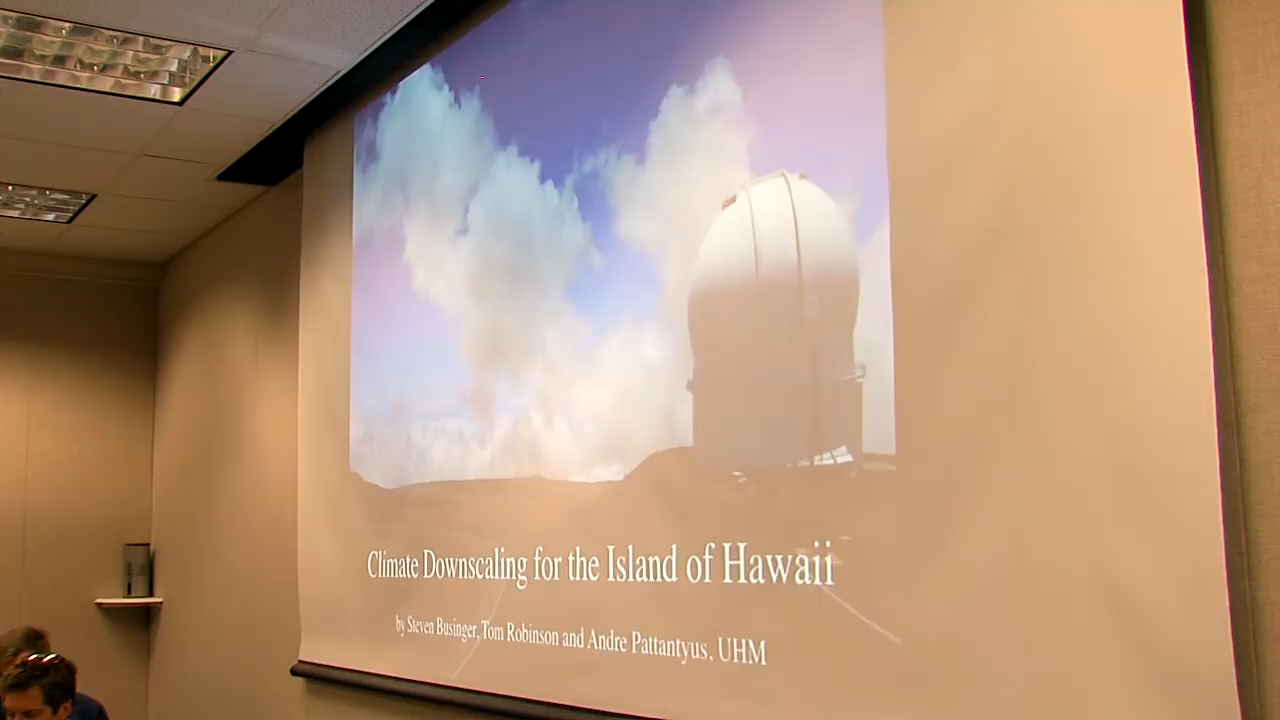 Climate Downscaling for the Island of Hawaii
by Steven Businger, Tom Robinson and Andre Pattantyus. UHM